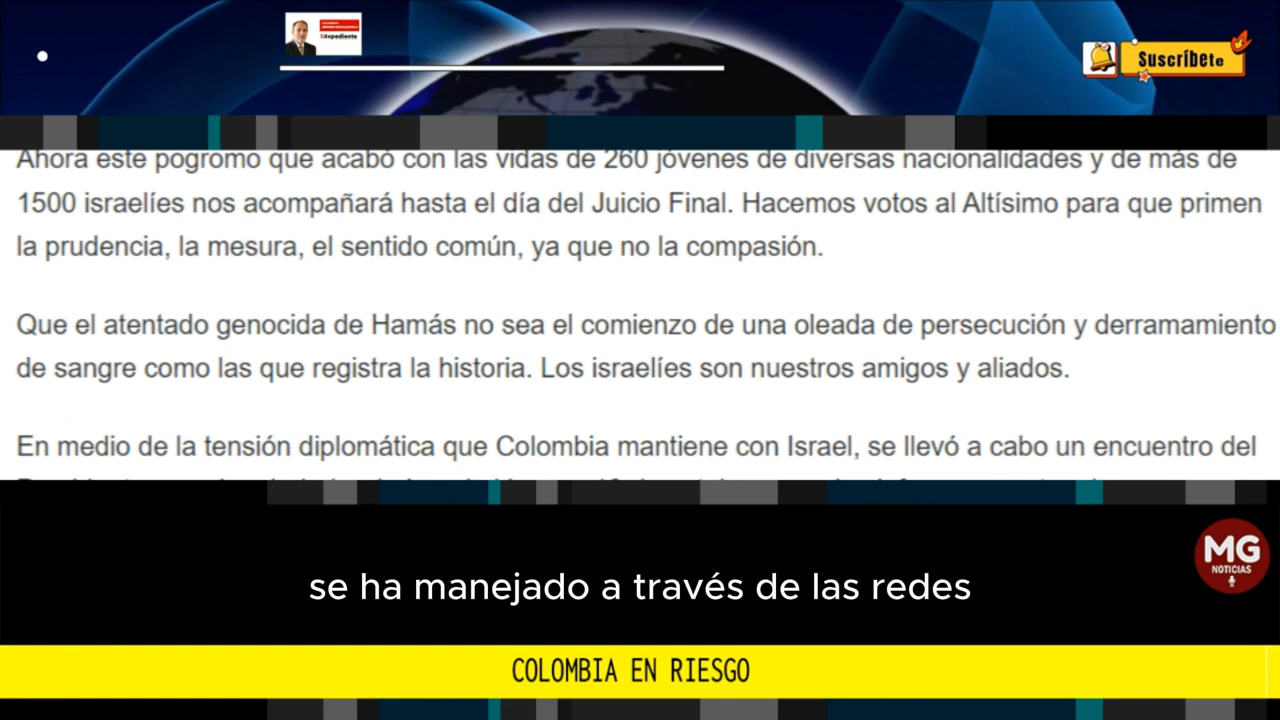 Expediente
Suscríbete
Ahora este pogromo que acabó con las vidas de 260 jóvenes de diversas nacionalidades y de más de
1500 israelíes nos acompañará hasta el día del Juicio Final. Hacemos votos al Altísimo para que primen
la prudencia, la mesura, el sentido común, ya que no la compasión.
Que el atentado genocida de Hamás no sea el comienzo de una oleada de persecución y derramamiento
de sangre como las que registra la historia. Los israelíes son nuestros amigos y aliados.
En medio de la tensión diplomática que Colombia mantiene con Israel, se llevó a cabo un encuentro del
MG
NOTICIAS
se ha manejado a través de las redes
COLOMBIA EN RIESGO